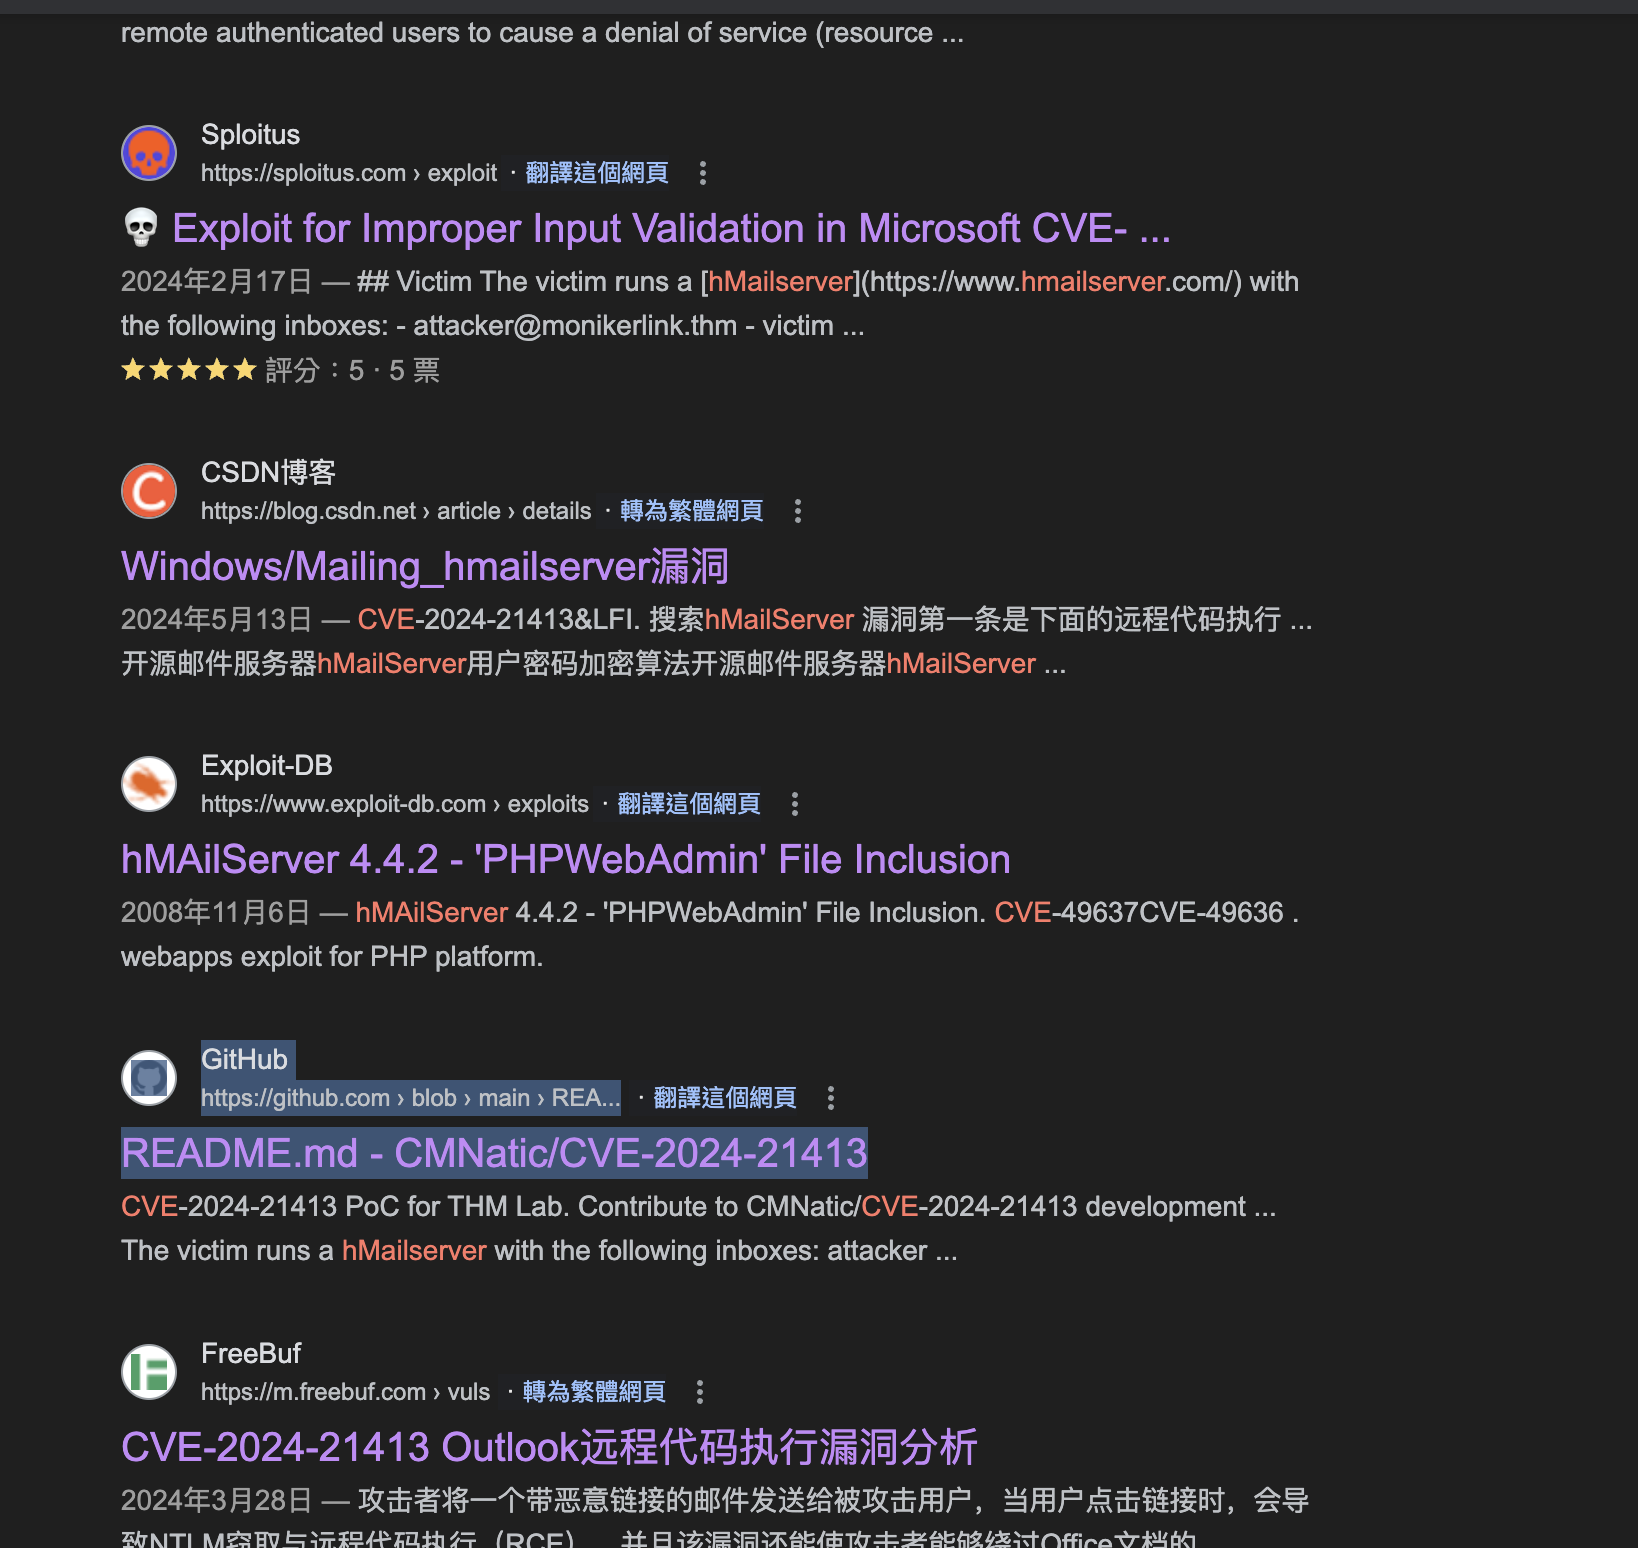 remote authenticated users to cause a denial of service (resource ...
Sploitus
https://sploitus.com › exploit · 翻譯這個網頁
💀 Exploit for Improper Input Validation in Microsoft CVE- ...
2024年2月17日 — ## Victim The victim runs a [hMailserver](https://www.hmailserver.com/) with
the following inboxes: - attacker@monikerlink.thm - victim ...
★★★★★ 評分：5 · 5 票
CSDN博客
https://blog.csdn.net › article › details · 轉為繁體網頁
Windows/Mailing_hmailserver漏洞
2024年5月13日 — CVE-2024-21413&LFI. 搜索hMailServer 漏洞第一条是下面的远程代码执行 ...
开源邮件服务器hMailServer用户密码加密算法开源邮件服务器hMailServer ...
Exploit-DB
https://www.exploit-db.com › exploits · 翻譯這個網頁
hMAilServer 4.4.2 - 'PHPWebAdmin' File Inclusion
2008年11月6日 — hMAilServer 4.4.2 - 'PHPWebAdmin' File Inclusion. CVE-49637CVE-49636 .
webapps exploit for PHP platform.
GitHub
https://github.com › blob › main › REA... · 翻譯這個網頁
README.md - CMNatic/CVE-2024-21413
CVE-2024-21413 PoC for THM Lab. Contribute to CMNatic/CVE-2024-21413 development ...
The victim runs a hMailserver with the following inboxes: attacker ...
FreeBuf
https://m.freebuf.com › vuls · 轉為繁體網頁
CVE-2024-21413 Outlook远程代码执行漏洞分析
2024年3月28日 — 攻击者将一个带恶意链接的邮件发送给被攻击用户，当用户点击链接时，会导
致NTLM窃取与远程代码执行（RCE），并且该漏洞还能使攻击者能够绕过Office文档的